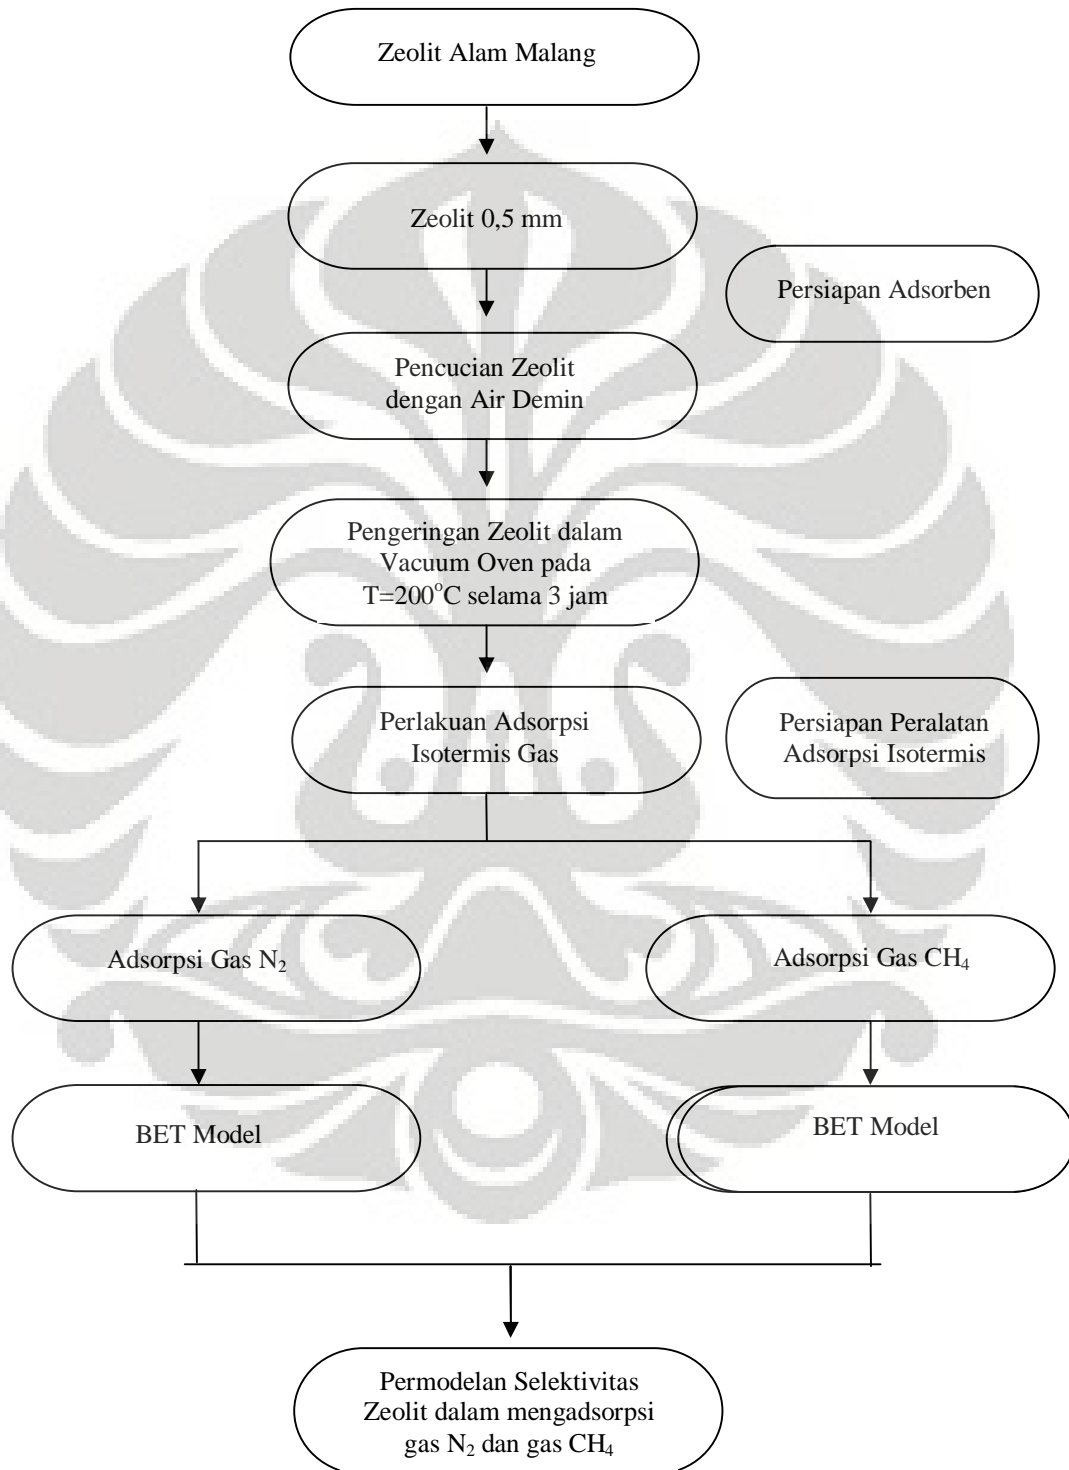 Zeolit Alam Malang
Zeolit 0,5 mm
Persiapan Adsorben
Pencucian Zeolit
dengan Air Demin
Pengeringan Zeolit dalam
Vacuum Oven pada
T=200°C selama 3 jam
Perlakuan Adsorpsi
Isotermis Gas
Persiapan Peralatan
Adsorpsi Isotermis
Adsorpsi Gas N₂
Adsorpsi Gas CH₄
BET Model
BET Model
Permodelan Selektivitas
Zeolit dalam mengadsorpsi
gas N₂ dan gas CH₄